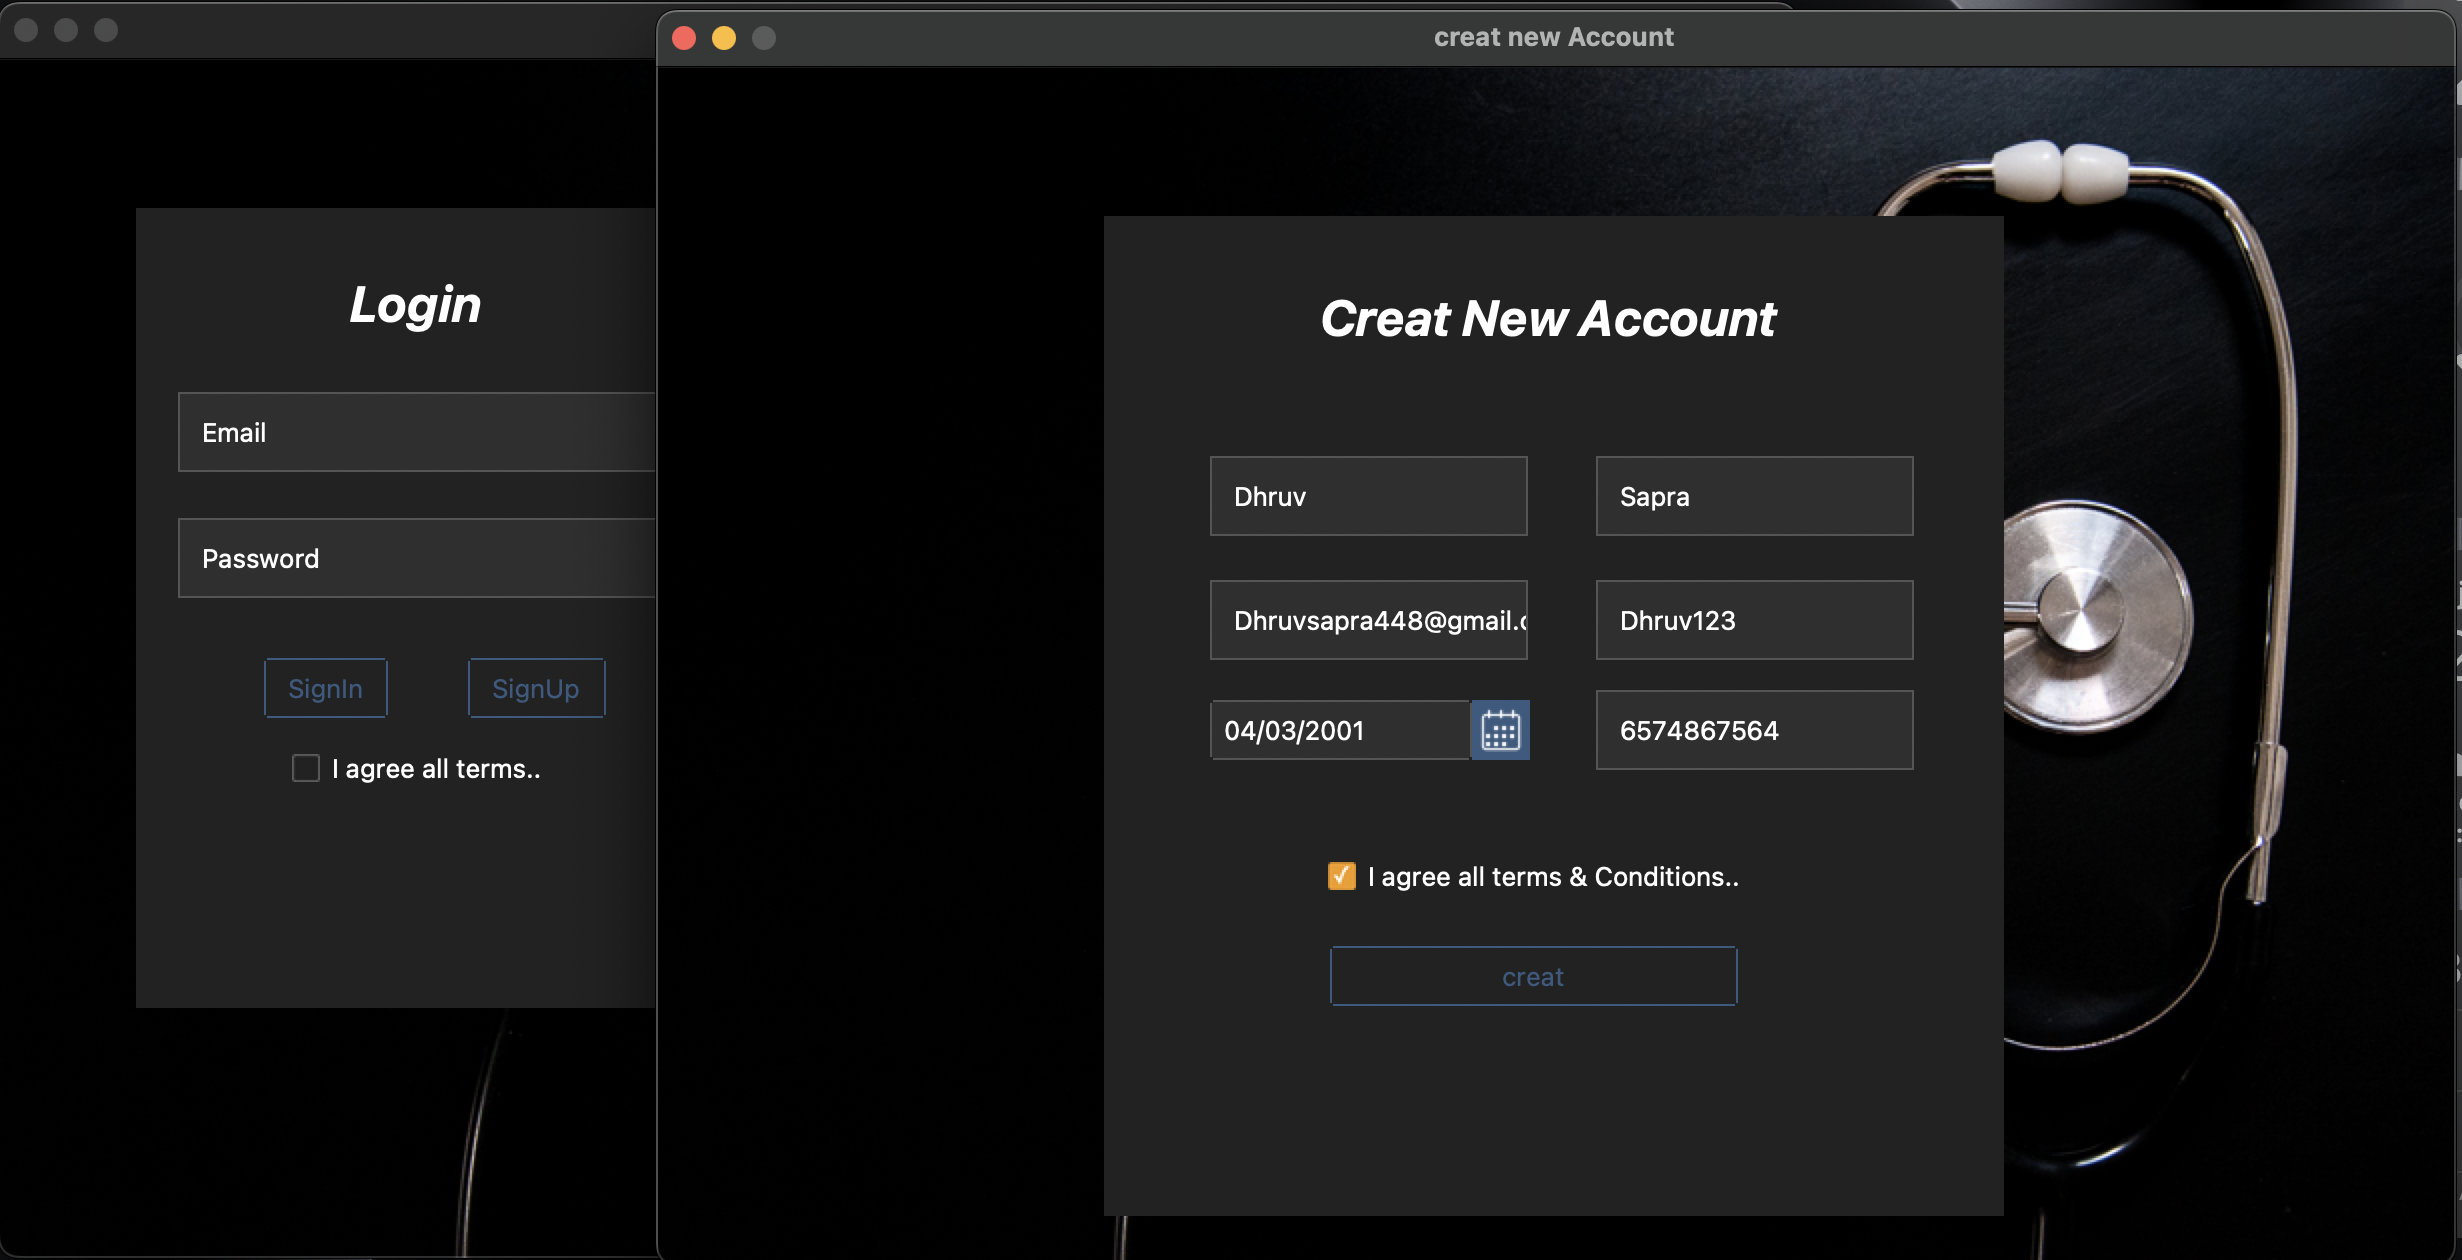 creat new Account
Login
Email
Password
SignIn SignUp
I agree all terms..
Creat New Account
Dhruv Sapra
Dhruvsapra448@gmail.c Dhruv123
04/03/2001 6574867564
I agree all terms & Conditions..
creat